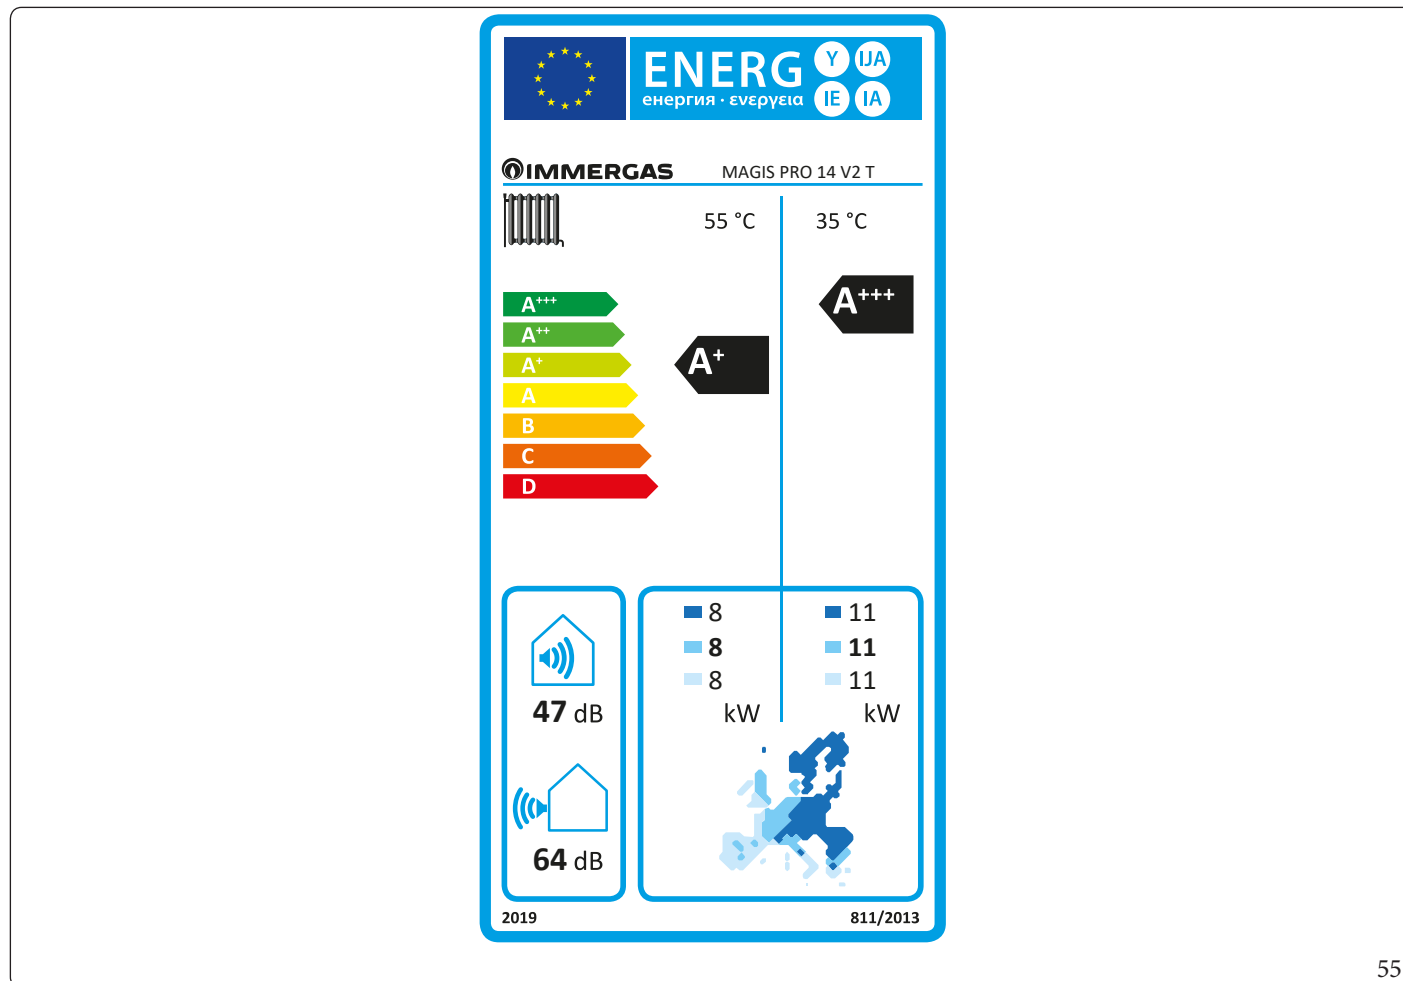 ENERG Y IJA
енергия · ενεργεια IE IA
IMMERGAS MAGIS PRO 14 V2 T
55 °C 35 °C
A+++
A+++
A++
A+
A+
A
B
C
D
8 11
8 11
8 11
kW kW
47 dB
64 dB
2019 811/2013
55